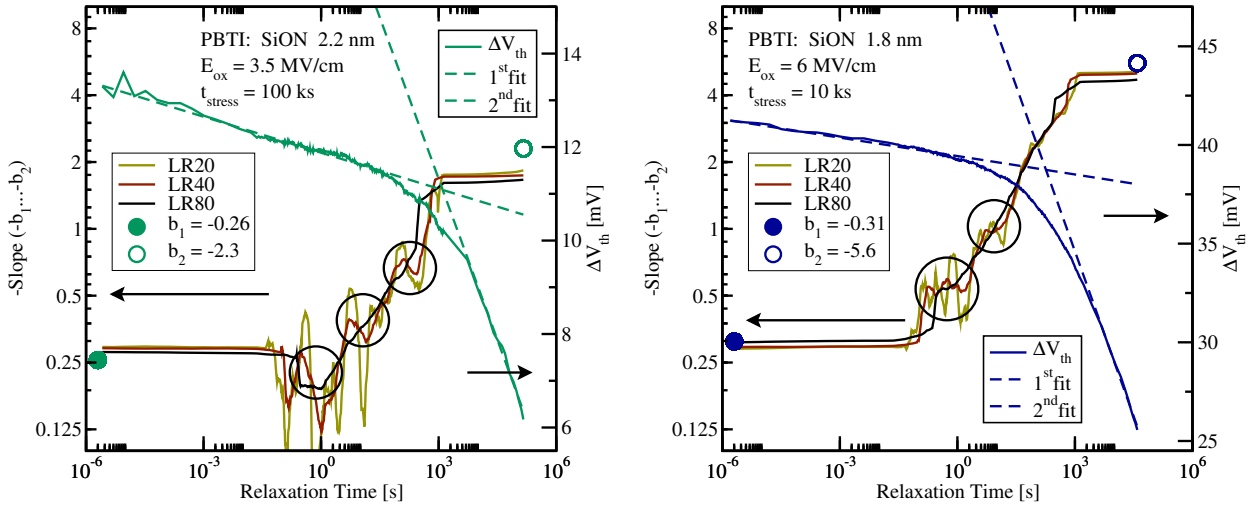 PBTI: SiON 2.2 nm
E_ox = 3.5 MV/cm
t_stress = 100 ks
ΔV_th
1^st fit
2^nd fit
LR20
LR40
LR80
b_1 = -0.26
b_2 = -2.3
8
4
2
1
0.5
0.25
0.125
-Slope (-b_1...-b_2)
15
14
13
12
11
10
9
8
7
6
ΔV_th [mV]
10^-6
10^-3
10^0
10^3
10^6
Relaxation Time [s]
PBTI: SiON 1.8 nm
E_ox = 6 MV/cm
t_stress = 10 ks
LR20
LR40
LR80
b_1 = -0.31
b_2 = -5.6
ΔV_th
1^st fit
2^nd fit
8
4
2
1
0.5
0.25
0.125
-Slope (-b_1...-b_2)
45
40
35
30
25
ΔV_th [mV]
10^-6
10^-3
10^0
10^3
10^6
Relaxation Time [s]